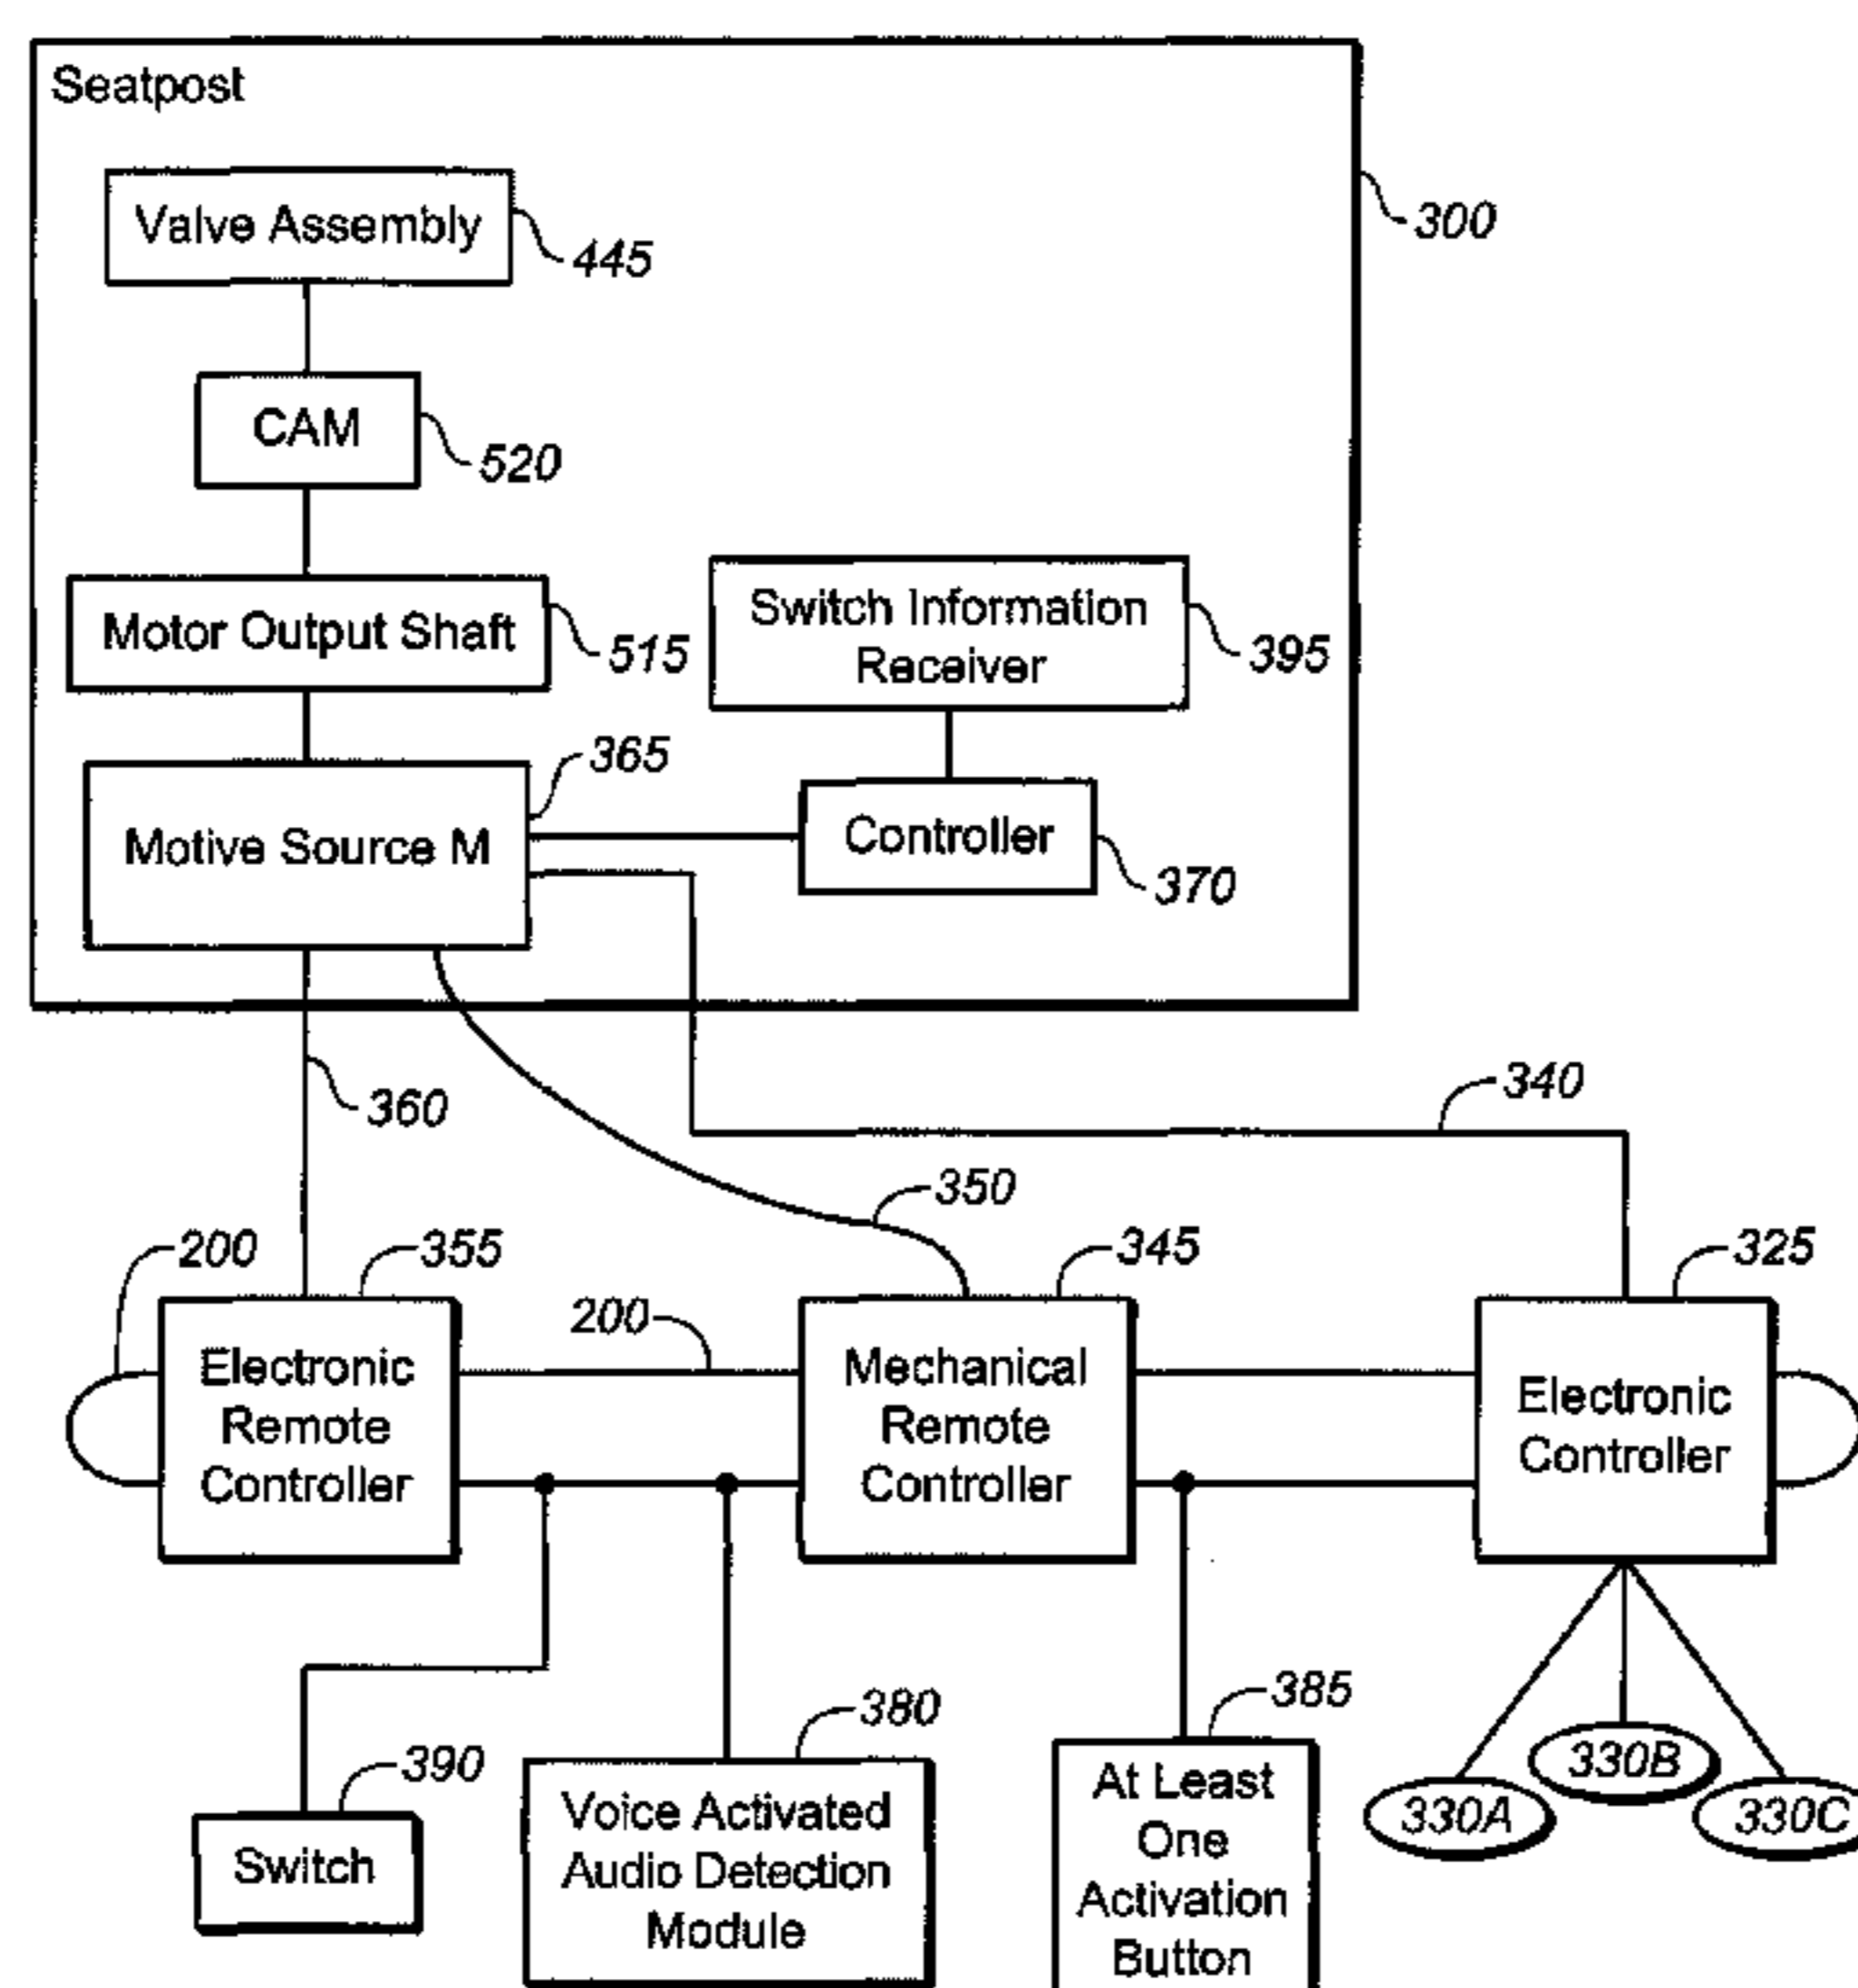 Seatpost
Valve Assembly
300
445
CAM
520
Switch Information
Receiver
Motor Output Shaft
515
395
365
Motive Source M
Controller
370
360
340
350
200
355
345
325
200
Electronic
Remote
Controller
Mechanical
Remote
Controller
Electronic
Controller
390
380
385
330A
330B
330C
Switch
Voice Activated
Audio Detection
Module
At Least
One
Activation
Button